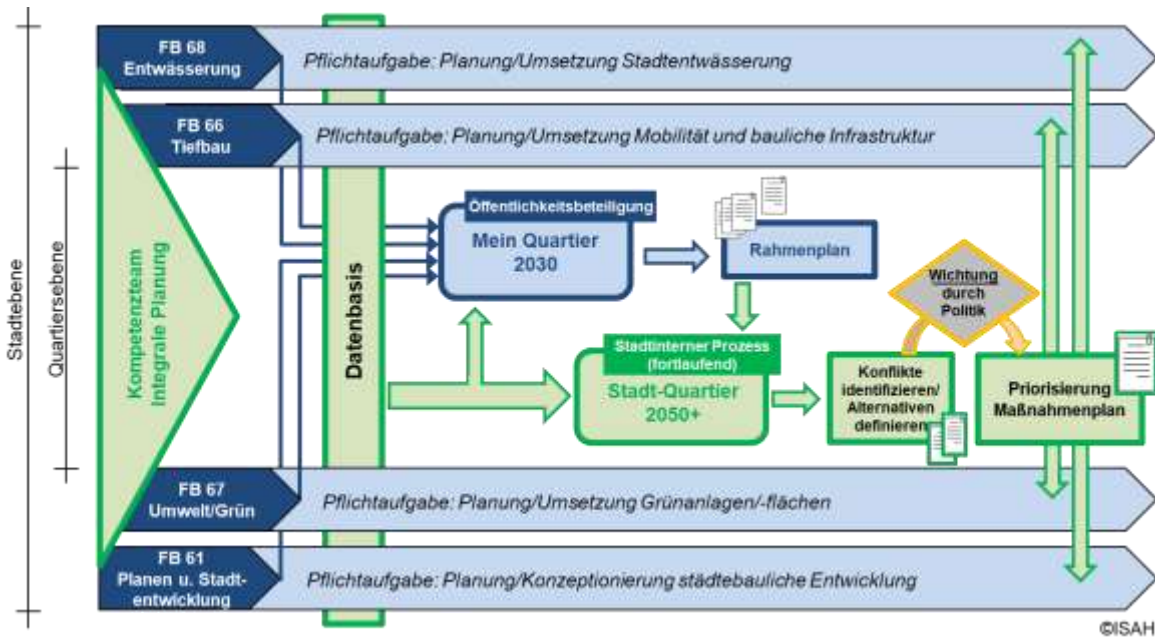 Stadtebene
Quartiersebene
FB 68
Entwässerung
Pflichtaufgabe: Planung/Umsetzung Stadtentwässerung
FB 66
Tiefbau
Pflichtaufgabe: Planung/Umsetzung Mobilität und bauliche Infrastruktur
Kompetenzteam
Integrale Planung
Datenbasis
Öffentlichkeitsbeteiligung
Mein Quartier
2030
Rahmenplan
Wichtung
durch
Politik
Stadtinterner Prozess
(fortlaufend)
Stadt-Quartier
2050+
Konflikte
identifizieren/
Alternativen
definieren
Priorisierung
Maßnahmenplan
FB 67
Umwelt/Grün
Pflichtaufgabe: Planung/Umsetzung Grünanlagen/-flächen
FB 61
Planen u. Stadt-
entwicklung
Pflichtaufgabe: Planung/Konzeptionierung städtebauliche Entwicklung
©ISAH